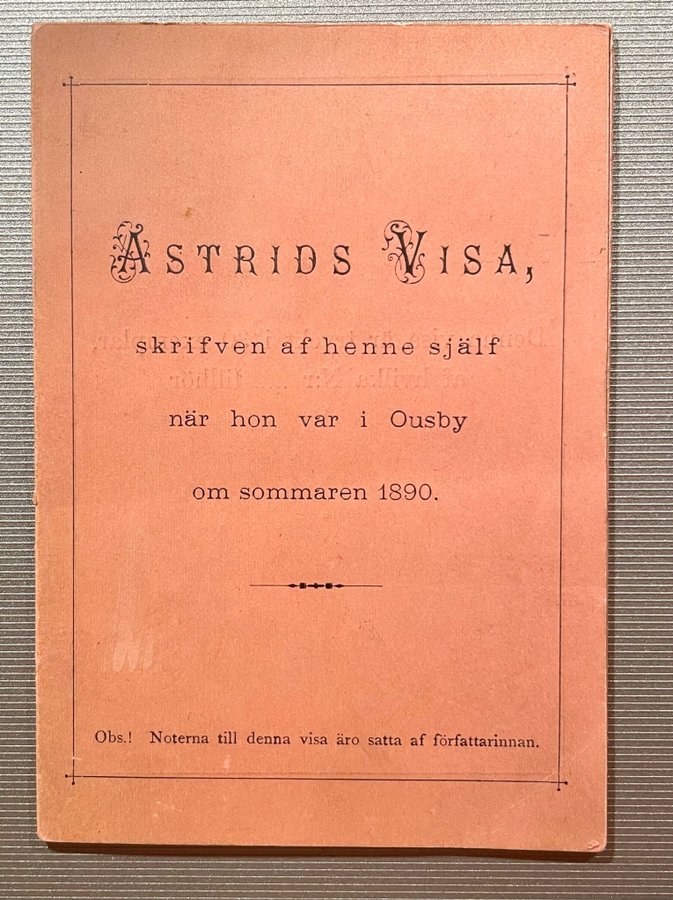 ASTRIDS VISA,
skrifven af henne själf
när hon var i Ousby
om sommaren 1890.
Obs.! Noterna till denna visa äro satta af författarinnan.